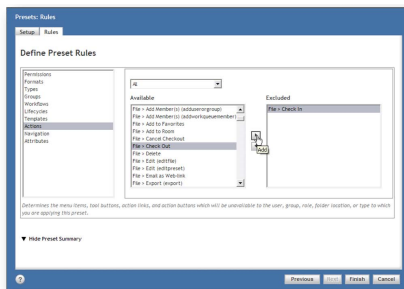 Presets: Rules
Setup Rules
Define Preset Rules
Permissions
Formats
Types
Groups
Workflows
Lifecycles
Templates
Actions
Navigation
Attributes
All
Available
File > Add Member(s) (adduserorgroup)
File > Add Member(s) (addworkqueuemember)
File > Add to Favorites
File > Add to Room
File > Cancel Checkout
File > Check Out
File > Delete
File > Edit (editfile)
File > Edit (editpreset)
File > Email as Web-link
File > Export (export)
Add
Excluded
File > Check In
Determines the menu items, tool buttons, action links, and action buttons which will be unavailable to the user, group, role, folder location, or type to which
you are applying this preset.
▼ Hide Preset Summary
? Previous Next Finish Cancel